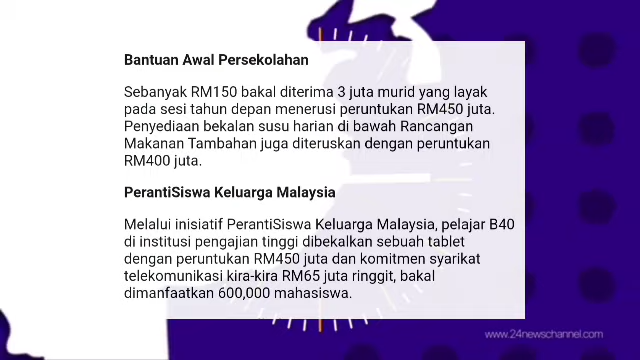 Bantuan Awal Persekolahan
Sebanyak RM150 bakal diterima 3 juta murid yang layak
pada sesi tahun depan menerusi peruntukan RM450 juta.
Penyediaan bekalan susu harian di bawah Rancangan
Makanan Tambahan juga diteruskan dengan peruntukan
RM400 juta.
PerantiSiswa Keluarga Malaysia
Melalui inisiatif PerantiSiswa Keluarga Malaysia, pelajar B40
di institusi pengajian tinggi dibekalkan sebuah tablet
dengan peruntukan RM450 juta dan komitmen syarikat
telekomunikasi kira-kira RM65 juta ringgit, bakal
dimanfaatkan 600,000 mahasiswa.
www.24newschannel.com